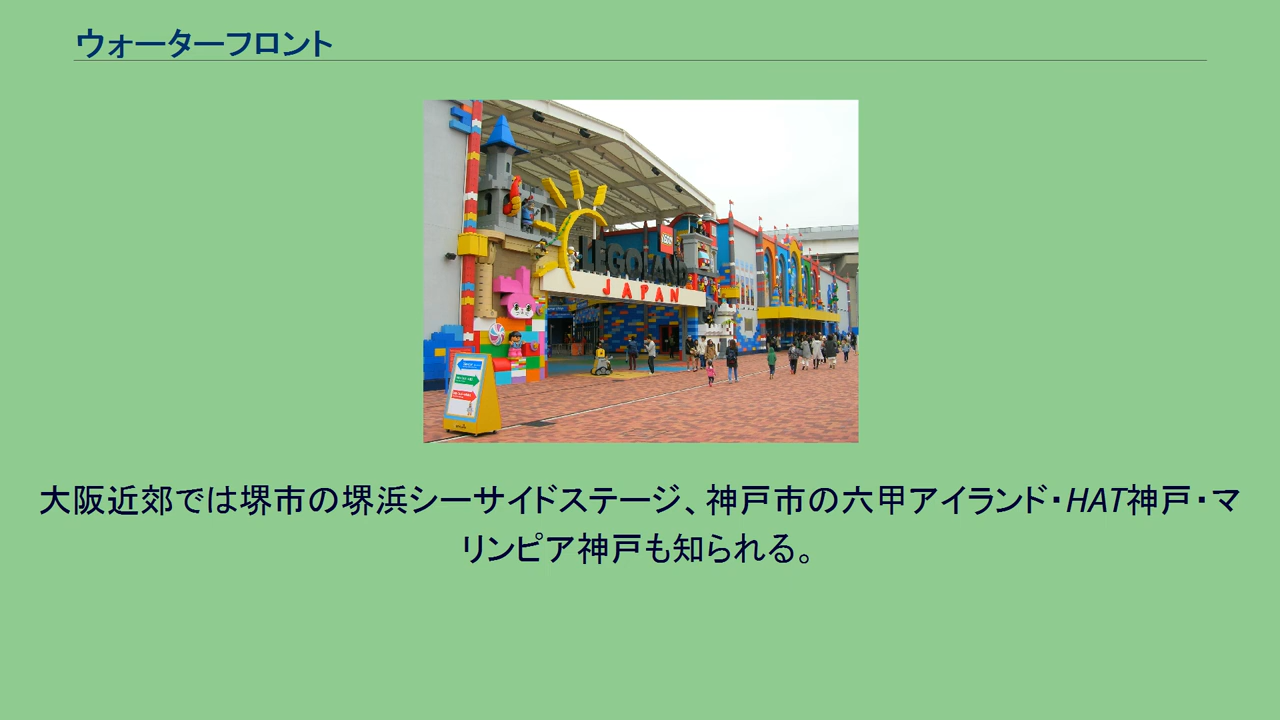 ウォーターフロント
LEGO
LEGOLAND
JAPAN
大阪近郊では堺市の堺浜シーサイドステージ、神戸市の六甲アイランド・HAT神戸・マ
リンピア神戸も知られる。